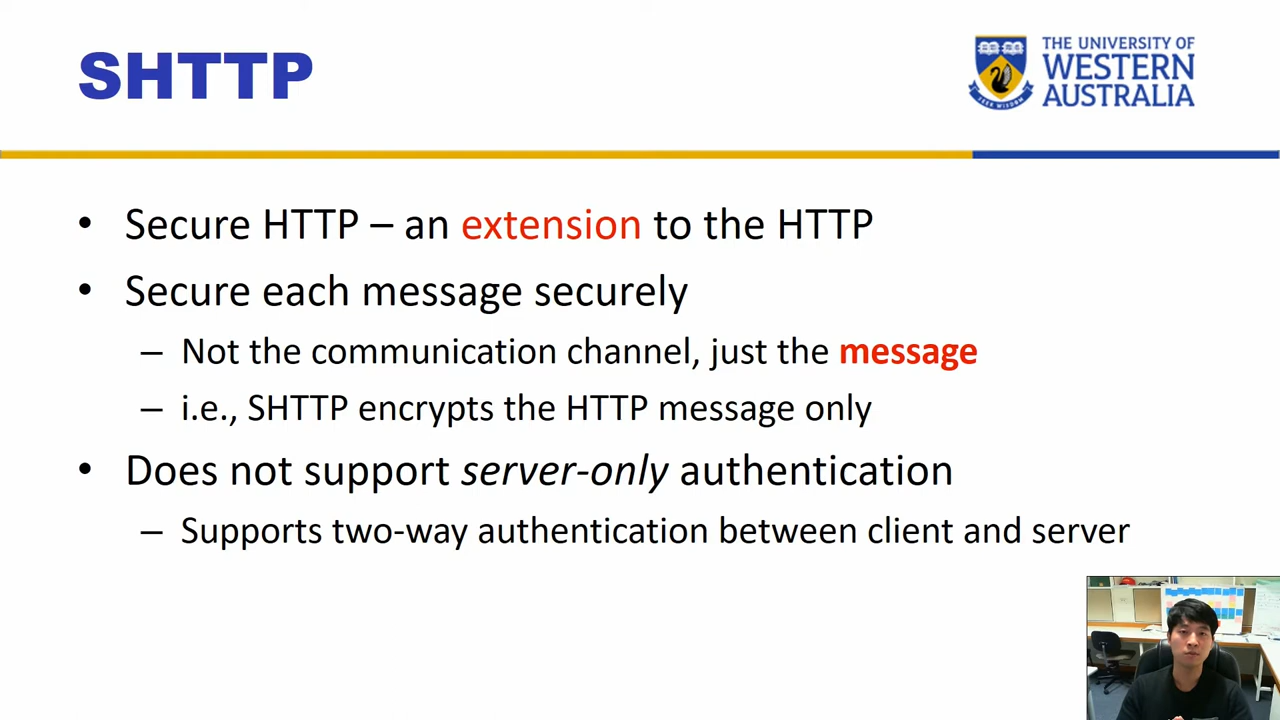 SHTTP
THE UNIVERSITY OF
WESTERN
AUSTRALIA
SEEK WISDOM
• Secure HTTP – an extension to the HTTP
• Secure each message securely
– Not the communication channel, just the message
– i.e., SHTTP encrypts the HTTP message only
• Does not support server-only authentication
– Supports two-way authentication between client and server